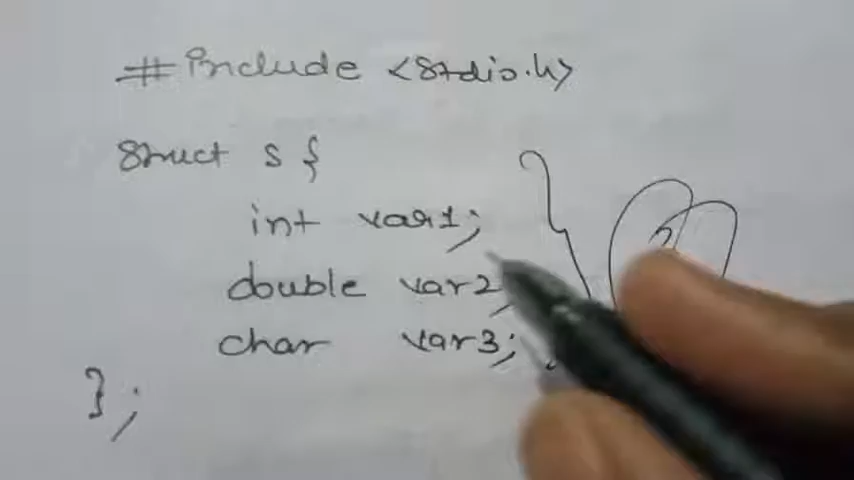 #include <stdio.h>
struct s {
int var1;
double var2
char var3;
};